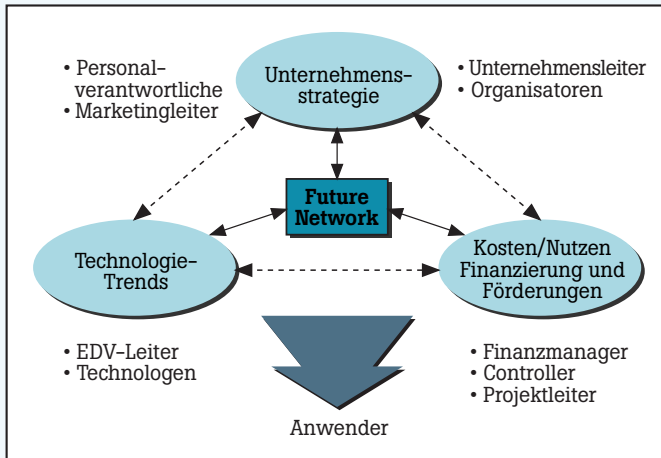 • Personal-
verantwortliche
• Marketingleiter
Unternehmens-
strategie
• Unternehmensleiter
• Organisatoren
Future
Network
Technologie-
Trends
Kosten/Nutzen
Finanzierung und
Förderungen
• EDV-Leiter
• Technologen
• Finanzmanager
• Controller
• Projektleiter
Anwender